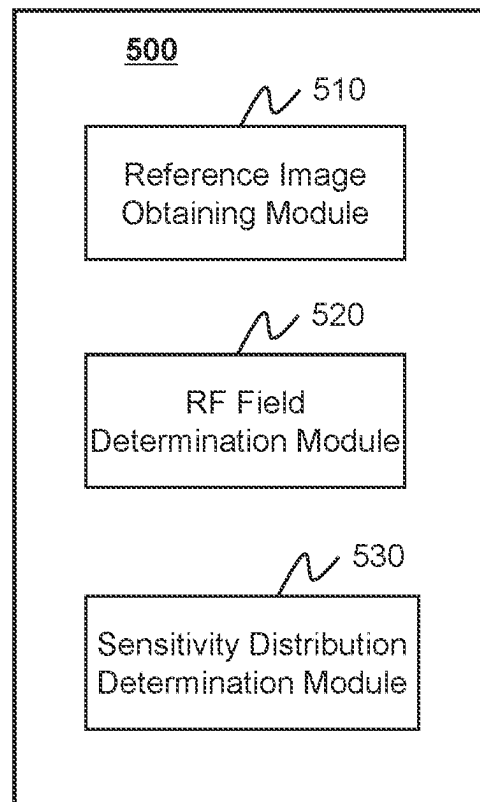 500
510
Reference Image
Obtaining Module
520
RF Field
Determination Module
530
Sensitivity Distribution
Determination Module